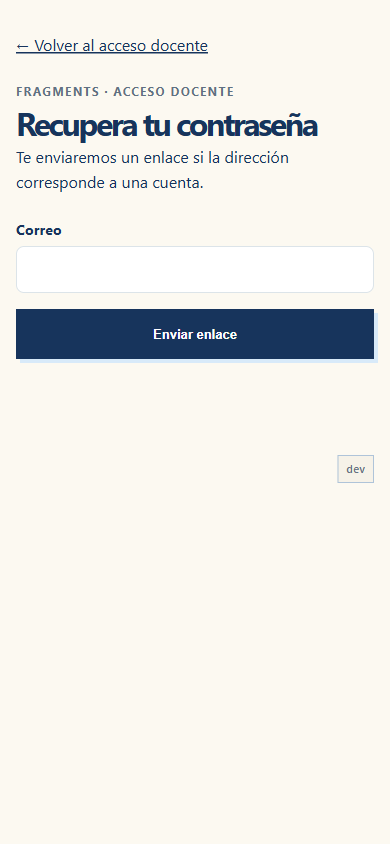 ← Volver al acceso docente
FRAGMENTS · ACCESO DOCENTE
Recupera tu contraseña
Te enviaremos un enlace si la dirección
corresponde a una cuenta.
Correo
Enviar enlace
dev